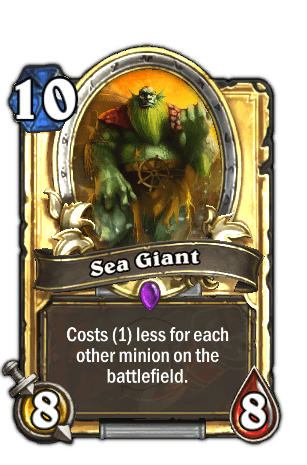 10
Sea Giant
Costs (1) less for each
other minion on the
battlefield.
8
8